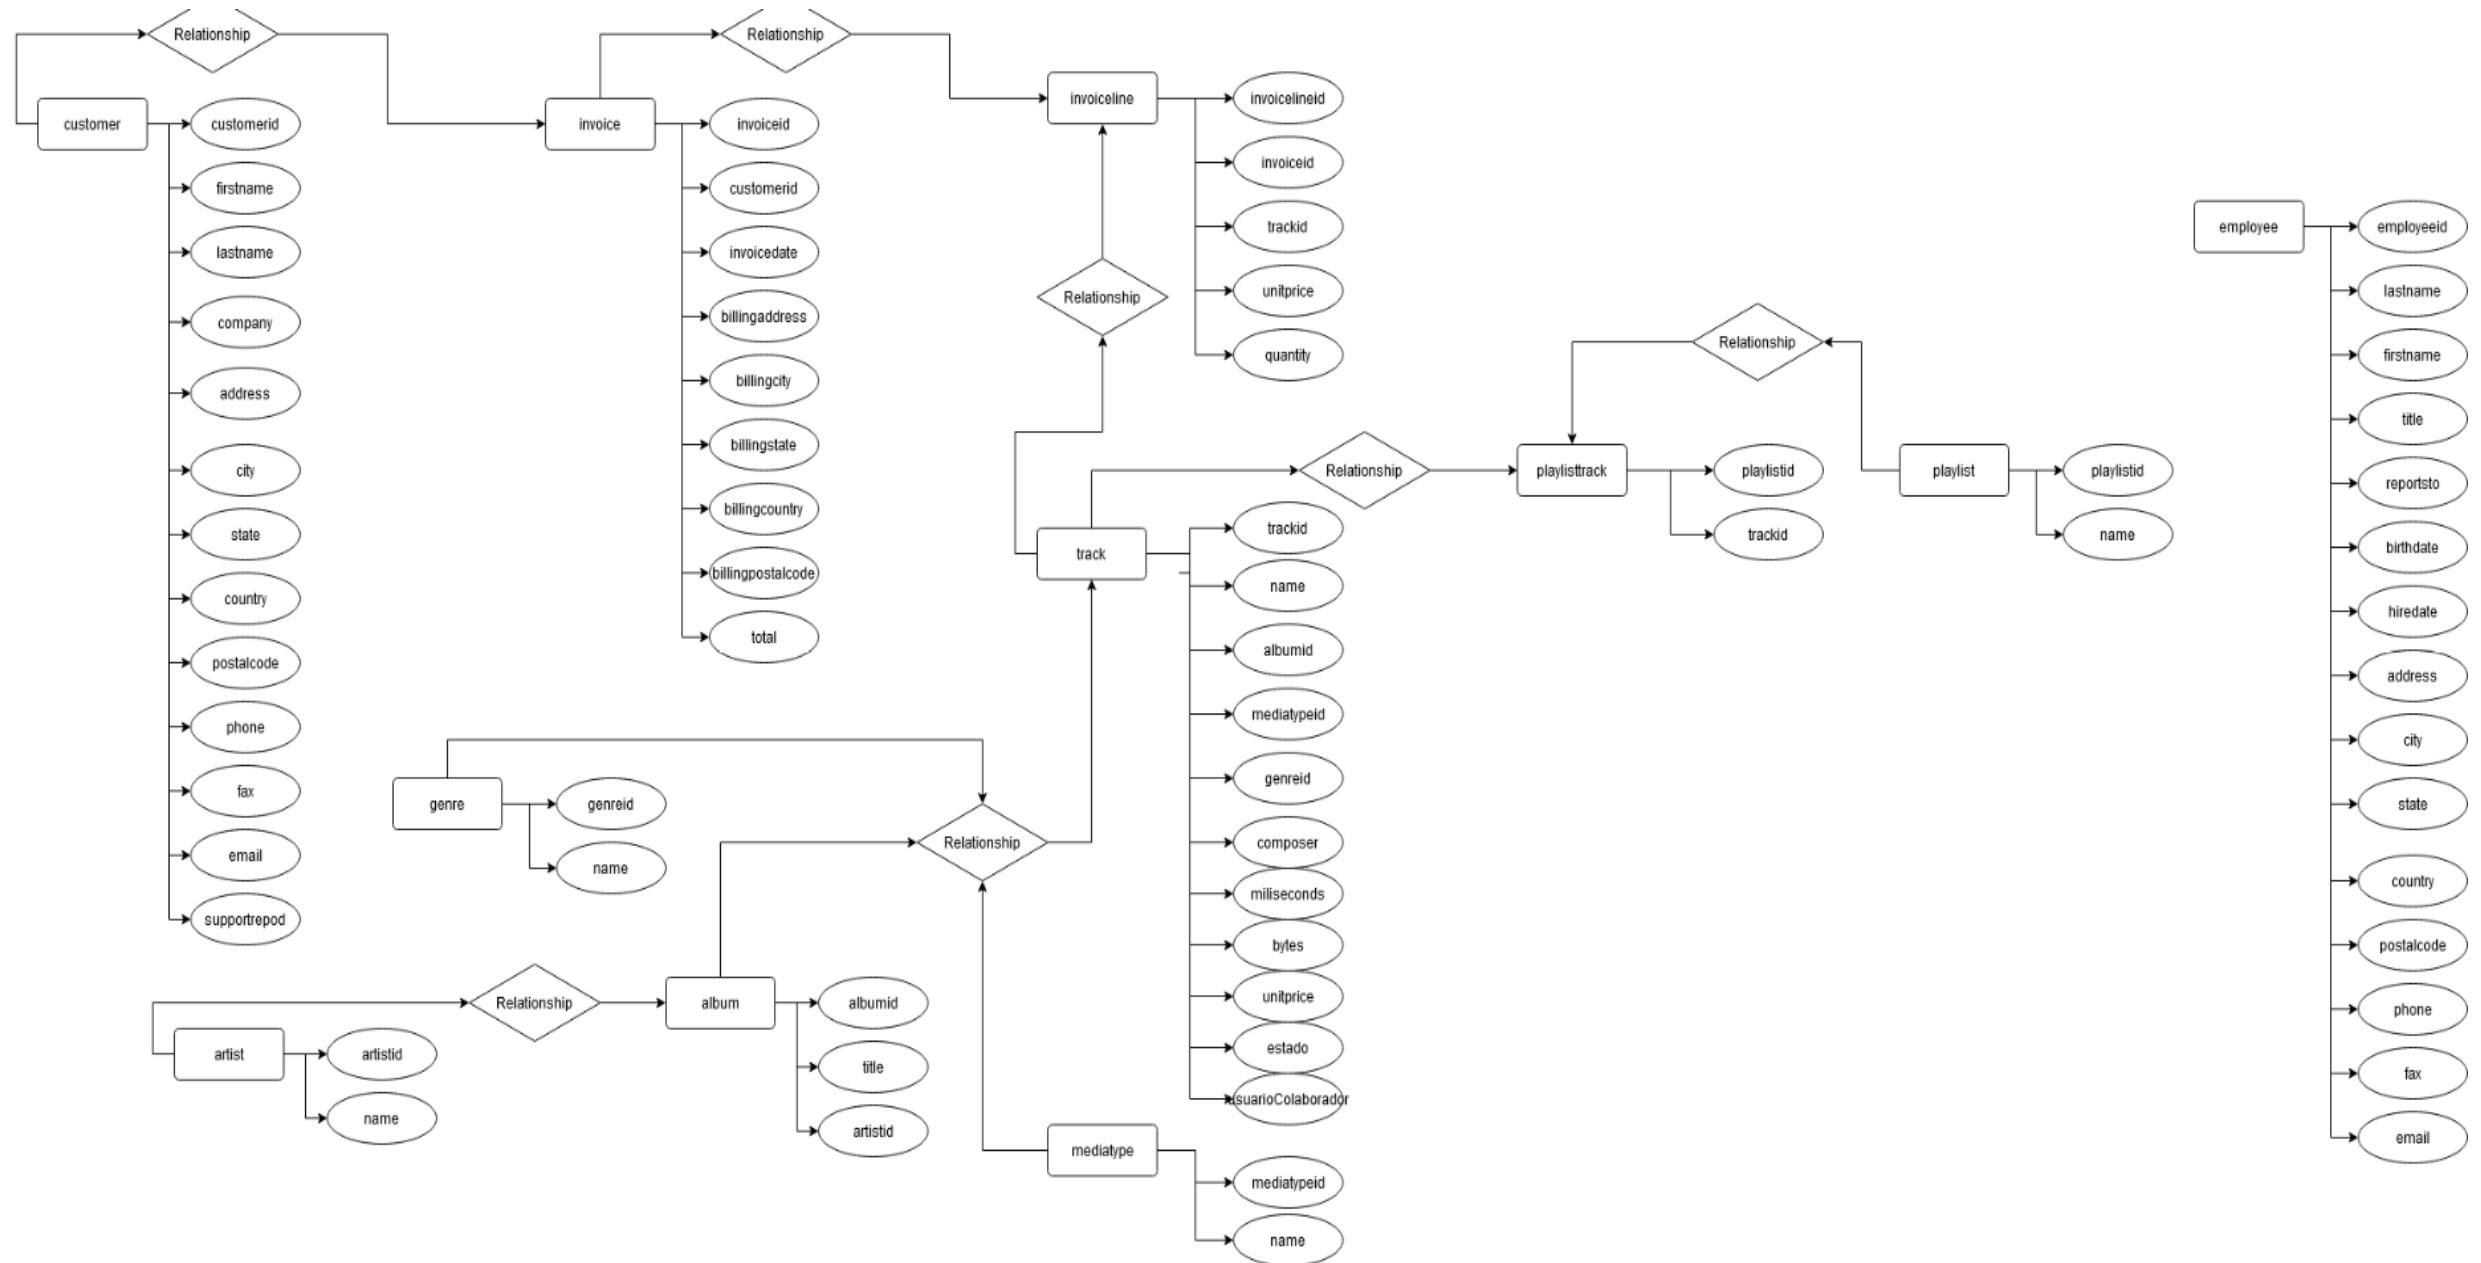 Relationship
Relationship
customer
customerid
firstname
lastname
company
address
city
state
country
postalcode
phone
fax
email
supportrepod
invoice
invoiceid
customerid
invoicedate
billingaddress
billingcity
billingstate
billingcountry
billingpostalcode
total
invoiceline
invoicelineid
invoiceid
trackid
unitprice
quantity
Relationship
Relationship
track
trackid
name
albumid
mediatypeid
genreid
composer
miliseconds
bytes
unitprice
estado
usuarioColaborador
Relationship
playlisttrack
playlistid
trackid
playlist
playlistid
name
employee
employeeid
lastname
firstname
title
reportsto
birthdate
hiredate
address
city
state
country
postalcode
phone
fax
email
genre
genreid
name
Relationship
Relationship
album
albumid
title
artistid
artist
artistid
name
mediatype
mediatypeid
name